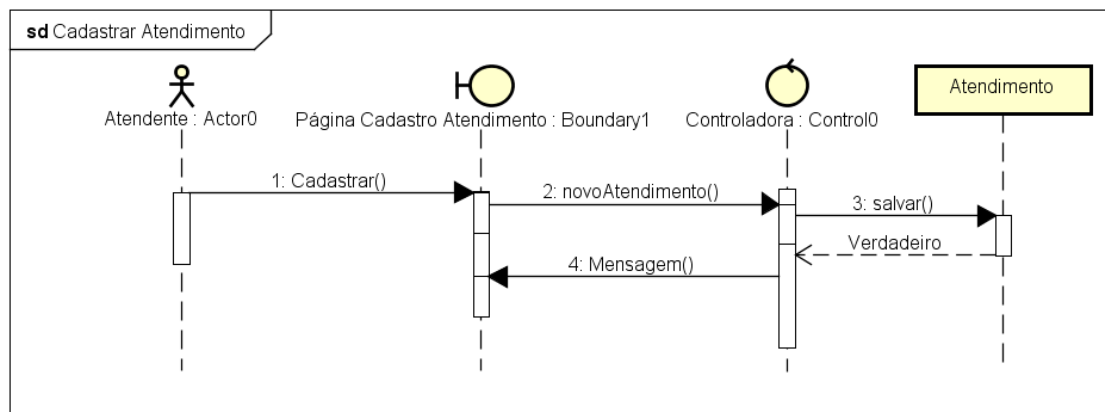 sd Cadastrar Atendimento
Atendente : Actor0
Página Cadastro Atendimento : Boundary1
Controladora : Control0
Atendimento
1: Cadastrar()
2: novoAtendimento()
3: salvar()
Verdadeiro
4: Mensagem()